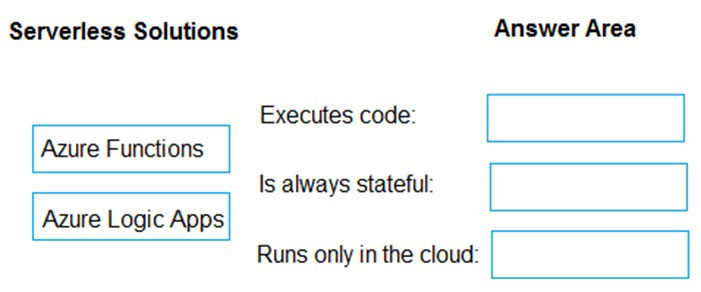 Serverless Solutions
Answer Area
Executes code:
Azure Functions
Is always stateful:
Azure Logic Apps
Runs only in the cloud: